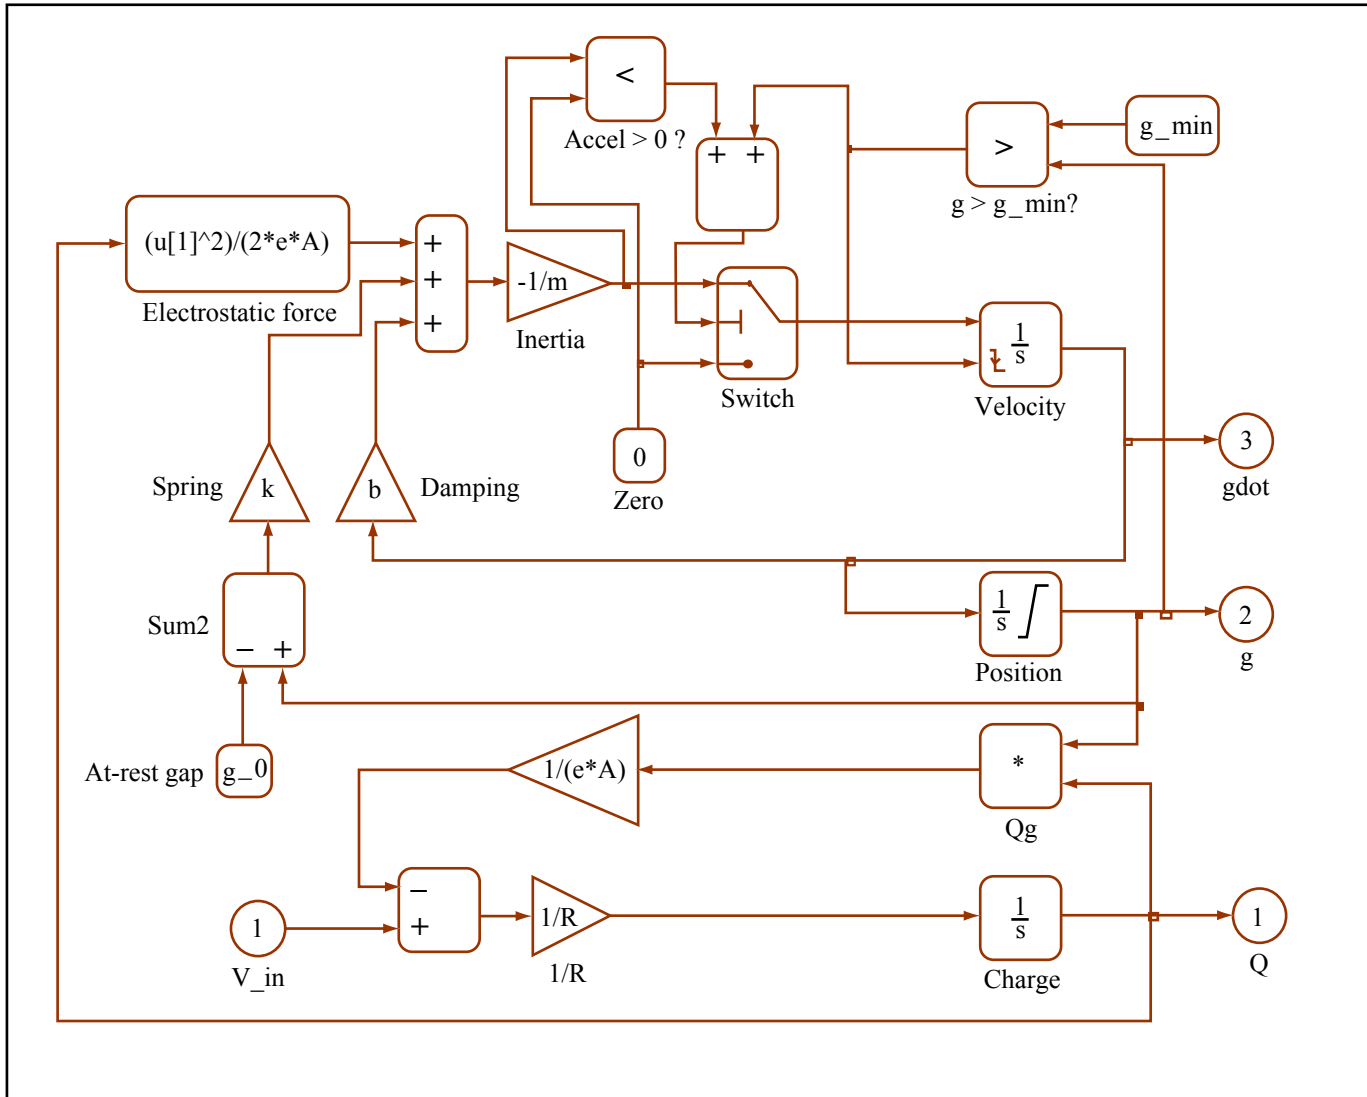 <
Accel > 0 ?
+ +
>
g > g_min?
g_min
(u[1]^2)/(2*e*A)
Electrostatic force
+
+
+
-1/m
Inertia
Switch
1
s
Velocity
0
Zero
3
gdot
Spring
k
b
Damping
Sum2
- +
1
s
Position
2
g
At-rest gap
g_0
1/(e*A)
*
Qg
1
V_in
-
+
1/R
1/R
1
s
Charge
1
Q